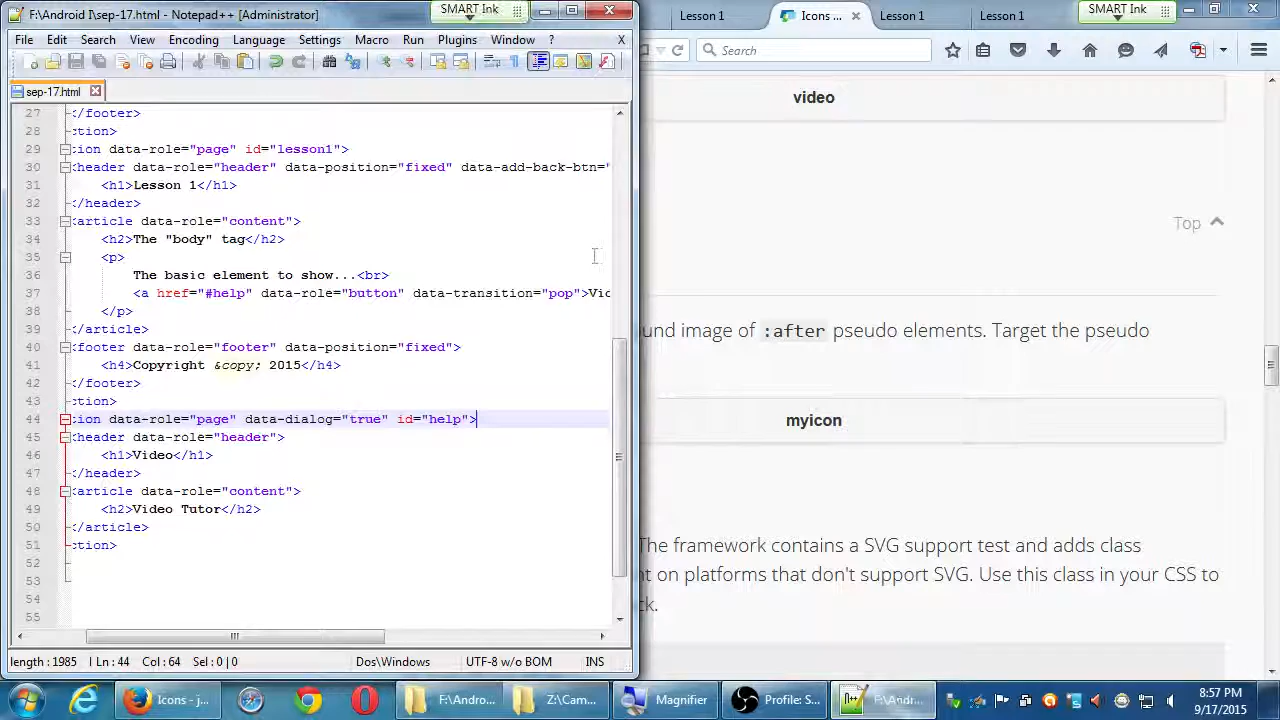 F:\Android II\sep-17.html - Notepad++ [Administrator]
SMART Ink
File Edit Search View Encoding Language Settings Macro Run Plugins Window ? X
sep-17.html
27 </footer>
28 ction>
29 tion data-role="page" id="lesson1">
30 <header data-role="header" data-position="fixed" data-add-back-btn="
31 <h1>Lesson 1</h1>
32 </header>
33 <article data-role="content">
34 <h2>The "body" tag</h2>
35 <p>
36 The basic element to show...<br>
37 <a href="#help" data-role="button" data-transition="pop">Vid
38 </p>
39 </article>
40 <footer data-role="footer" data-position="fixed">
41 <h4>Copyright &copy; 2015</h4>
42 </footer>
43 ction>
44 tion data-role="page" data-dialog="true" id="help">
45 <header data-role="header">
46 <h1>Video</h1>
47 </header>
48 <article data-role="content">
49 <h2>Video Tutor</h2>
50 </article>
51 ction>
52
53
54
55
length : 1985 Ln : 44 Col : 64 Sel : 0 | 0 Dos\Windows UTF-8 w/o BOM INS
Lesson 1 Icons ... Lesson 1 Lesson 1
SMART Ink
Search
video
Top
und image of :after pseudo elements. Target the pseudo
myicon
The framework contains a SVG support test and adds class
nt on platforms that don't support SVG. Use this class in your CSS to
ck.
Icons - j... F:\Andro... Z:\Cam... Magnifier Profile: S... F:\Andr... 8:57 PM
9/17/2015